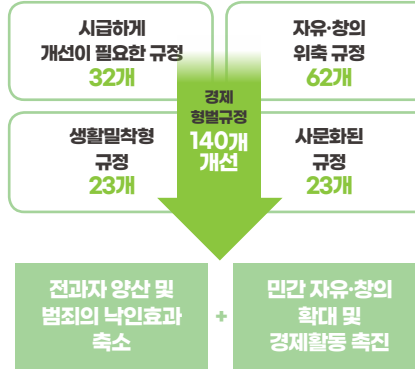 시급하게
개선이 필요한 규정
32개
자유·창의
위축 규정
62개
경제
형벌규정
140개
개선
생활밀착형
규정
23개
사문화된
규정
23개
전과자 양산 및
범죄의 낙인효과
축소
+
민간 자유·창의
확대 및
경제활동 촉진